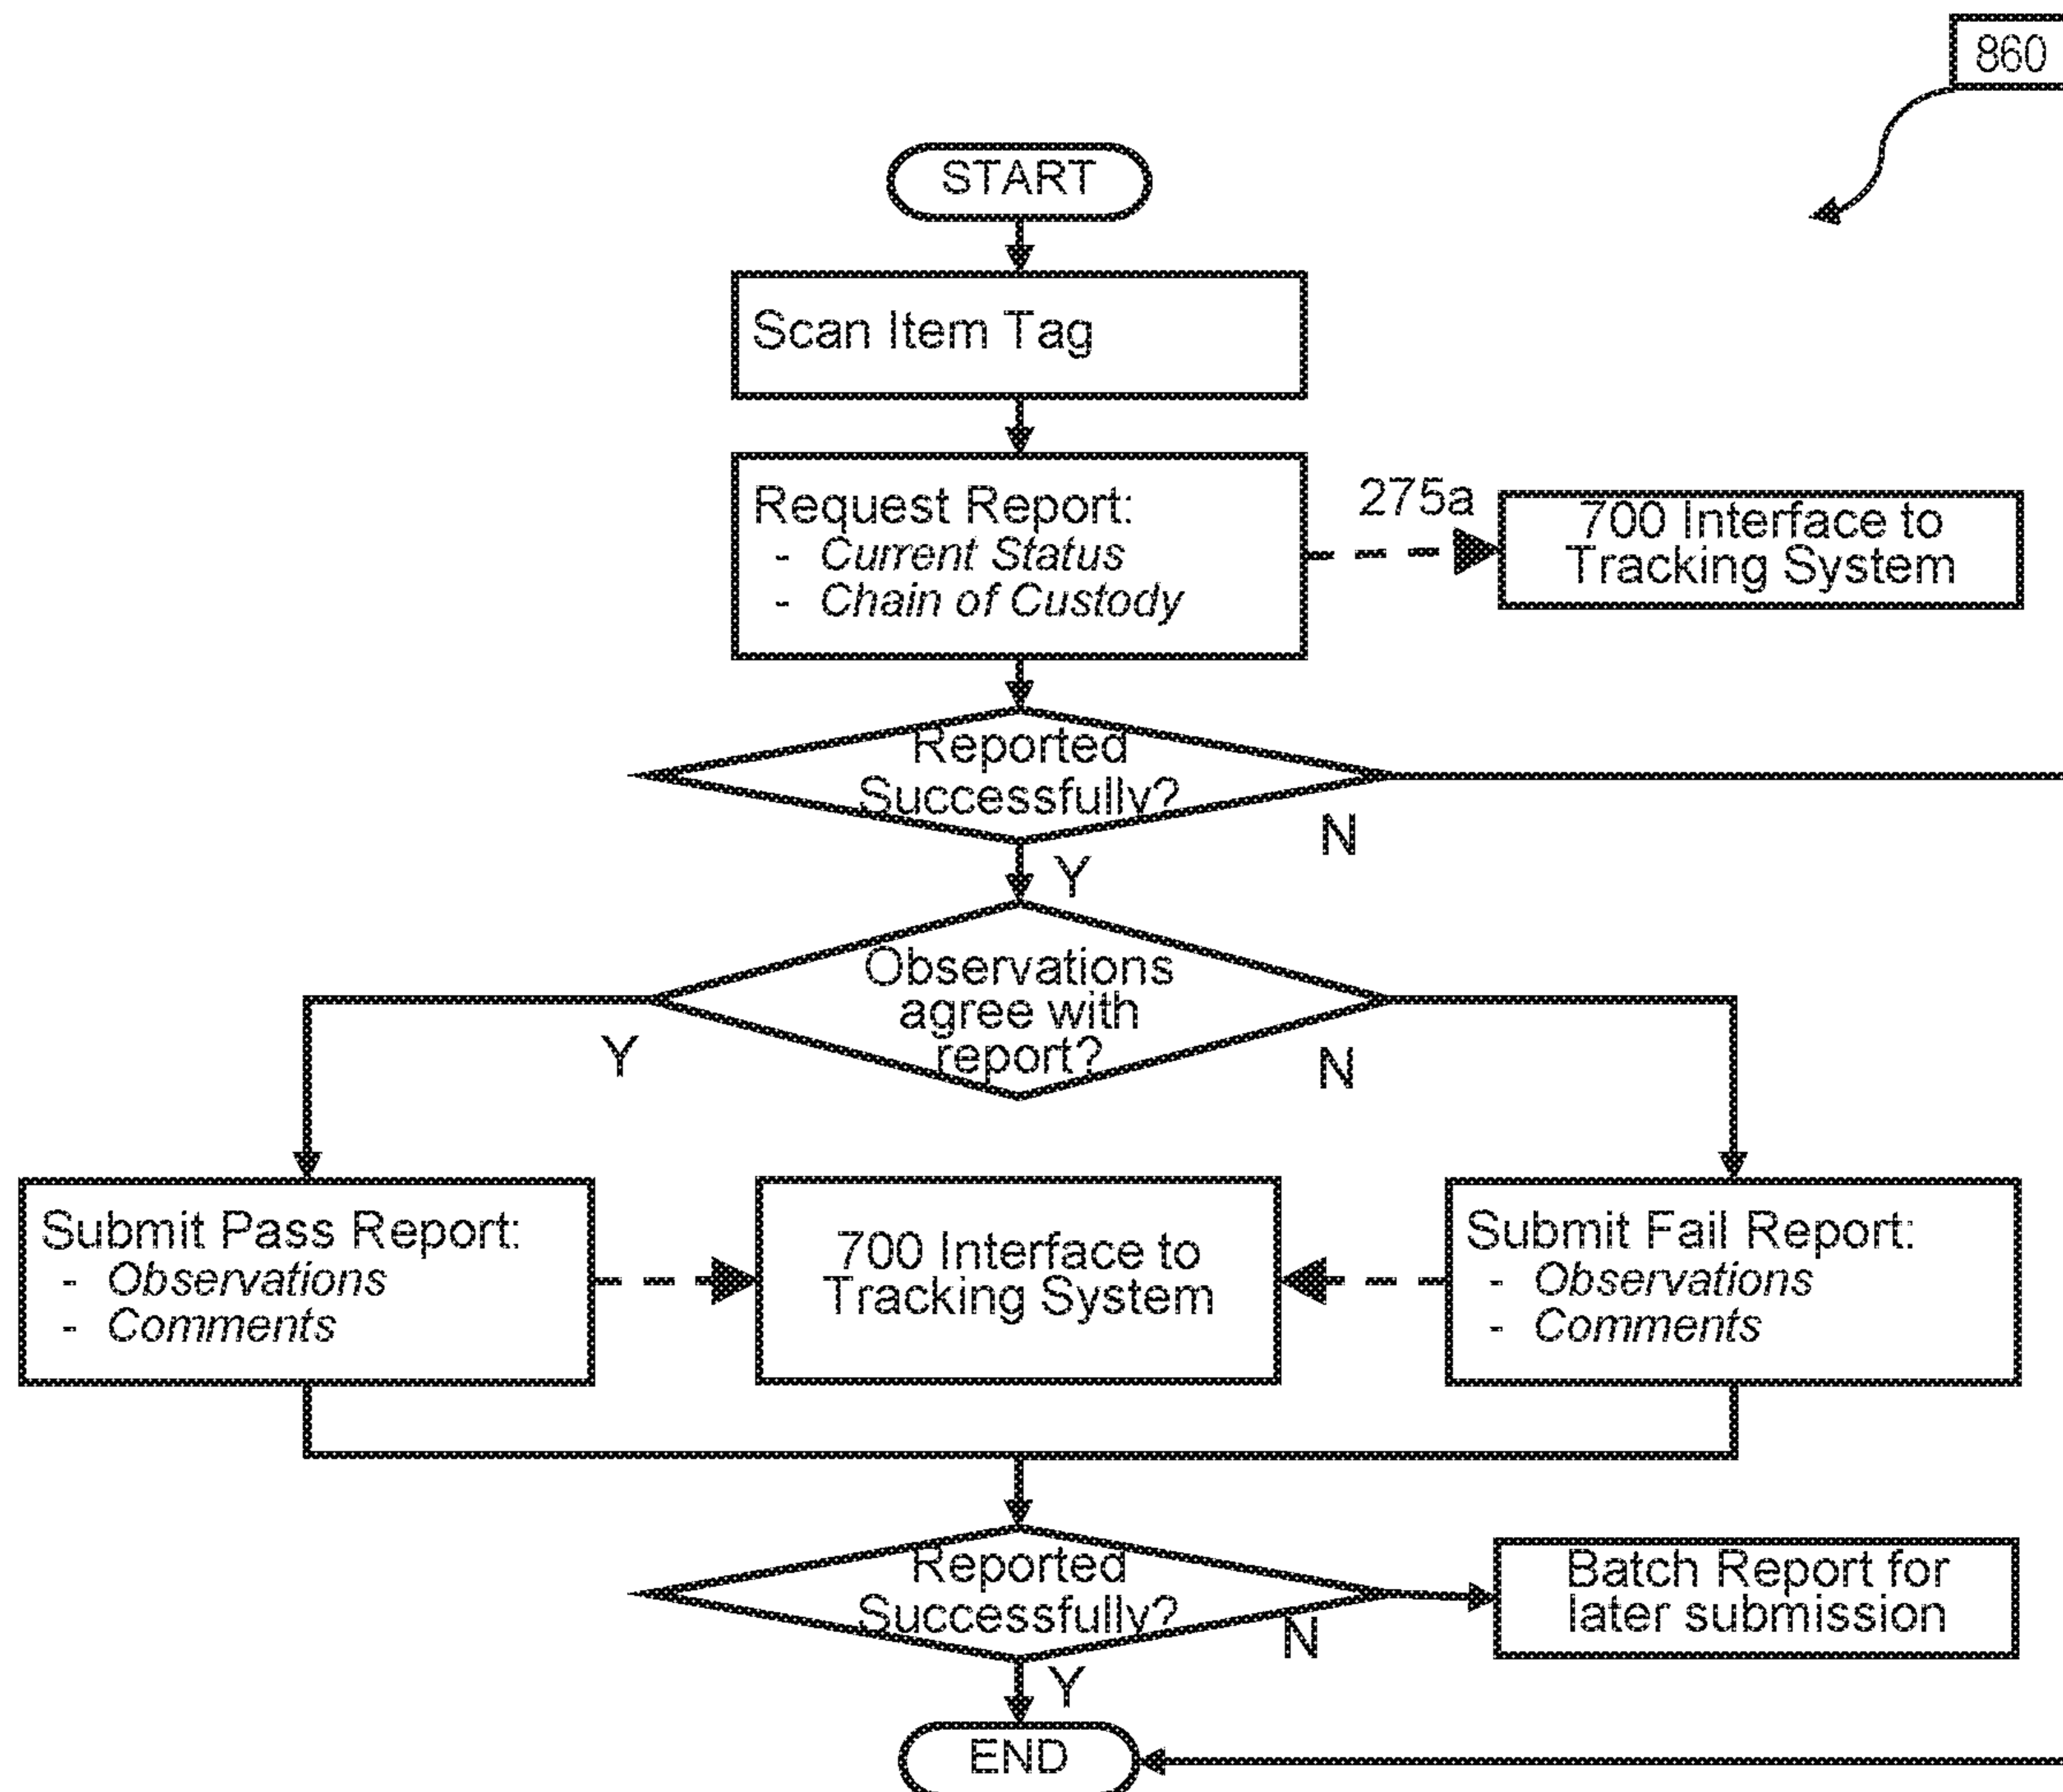 860
START
Scan Item Tag
Request Report:
- Current Status
- Chain of Custody
275a
700 Interface to
Tracking System
Reported
Successfully?
N
Y
Observations
agree with
report?
Y
N
Submit Pass Report:
- Observations
- Comments
700 Interface to
Tracking System
Submit Fail Report:
- Observations
- Comments
Reported
Successfully?
N
Batch Report for
later submission
Y
END